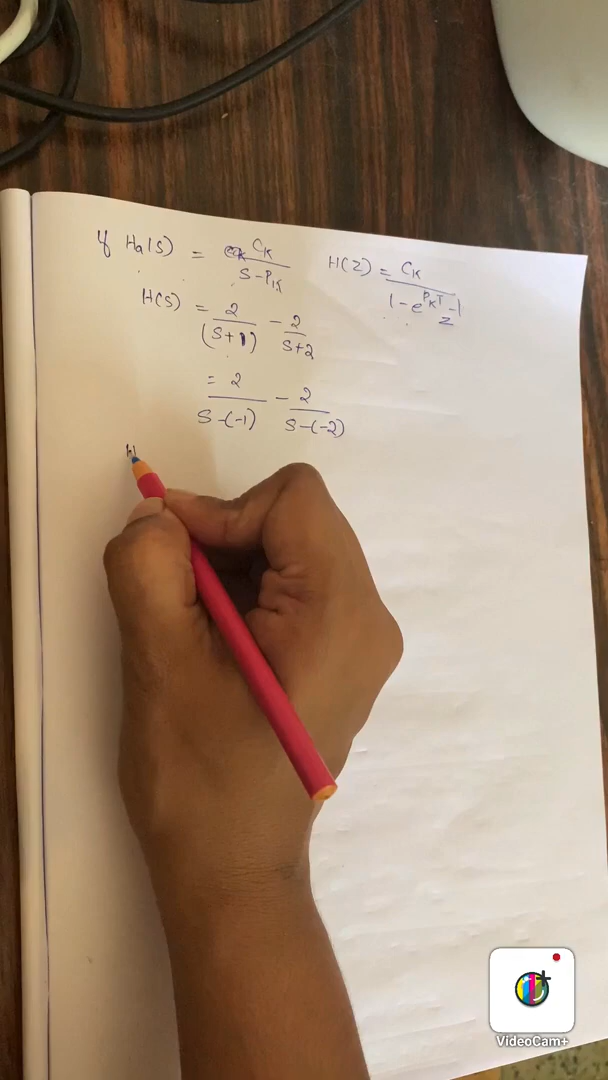 If Ha(s) = Ck / s-Pk H(z) = Ck / 1-e^PkT z^-1
H(s) = 2 / (s+1) - 2 / s+2
= 2 / s-(-1) - 2 / s-(-2)
H
VideoCam+